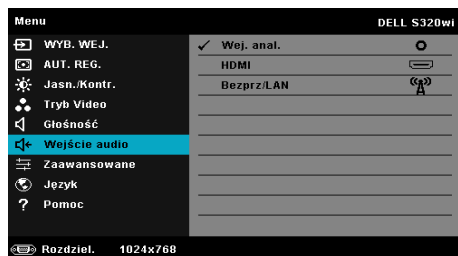 Menu DELL S320wi
WYB. WEJ.
AUT. REG.
Jasn./Kontr.
Tryb Video
Głośność
Wejście audio
Zaawansowane
Język
? Pomoc
✓ Wej. anal.
HDMI
Bezprz/LAN
Rozdziel. 1024x768